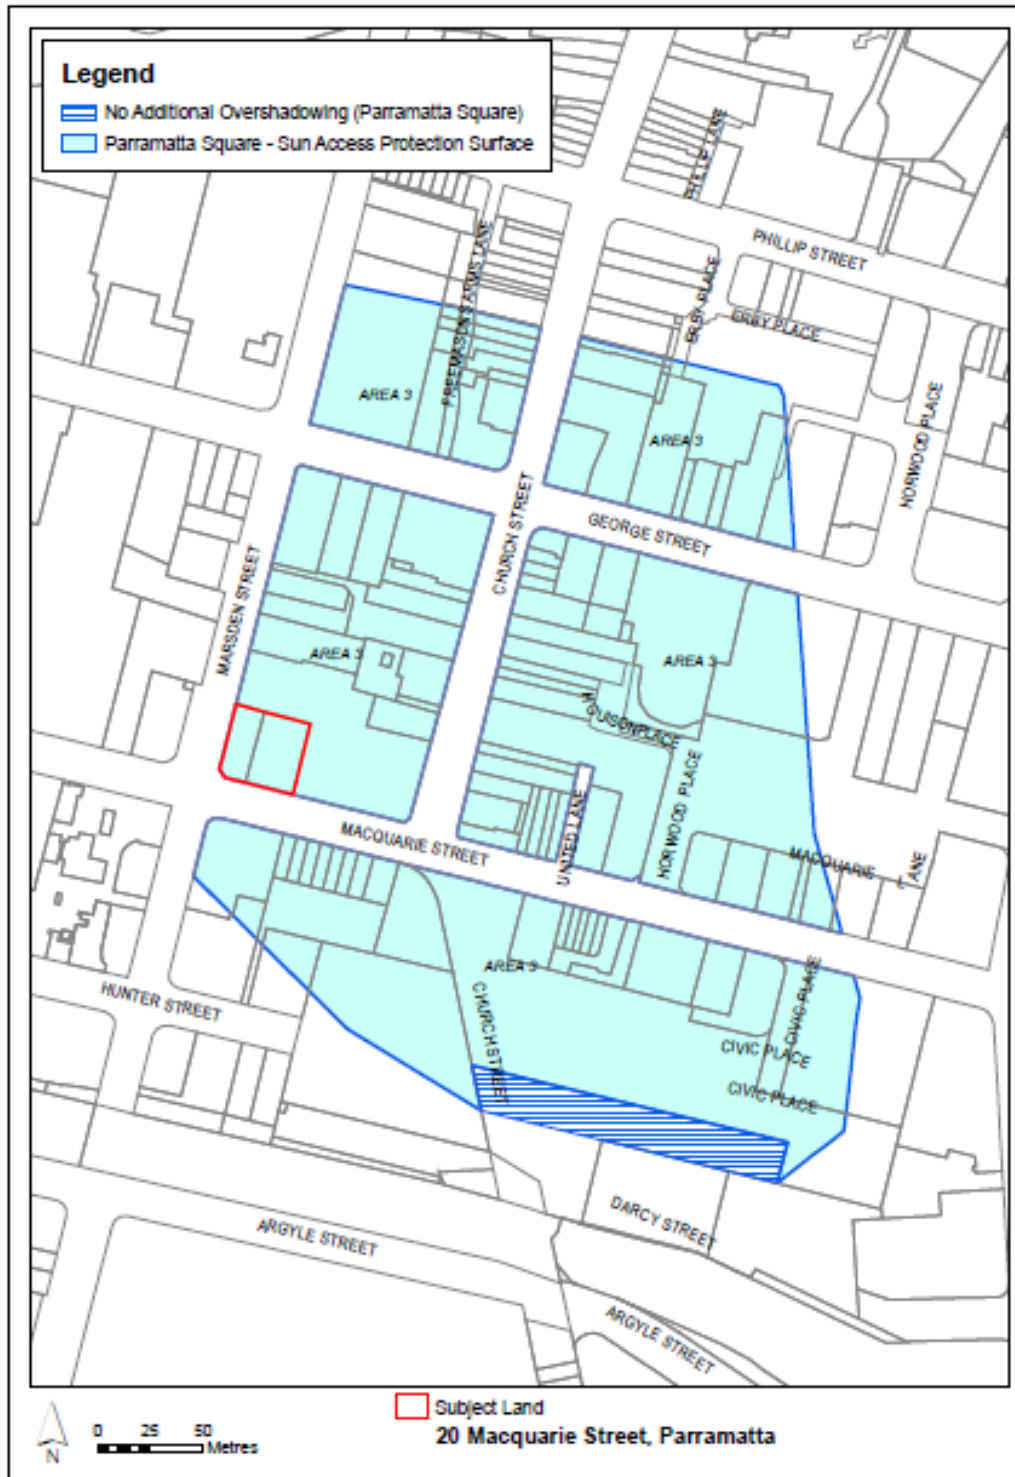 Legend
No Additional Overshadowing (Parramatta Square)
Parramatta Square - Sun Access Protection Surface
PHILLIP LANE
PHILLIP STREET
FREEMASONS ARMS LANE
ERBY PLACE
ERBY PLACE
AREA 3
AREA 3
HORWOOD PLACE
CHURCH STREET
GEORGE STREET
MARSDEN STREET
AREA 3
AREA 3
HORWOOD PLACE
MACQUARIE STREET
UNITED LANE
MACQUARIE LANE
AREA 3
HUNTER STREET
CHURCH STREET
CIVIC PLACE
CIVIC PLACE
CIVIC PLACE
DARCY STREET
ARGYLE STREET
ARGYLE STREET
N
0 25 50
Metres
Subject Land
20 Macquarie Street, Parramatta